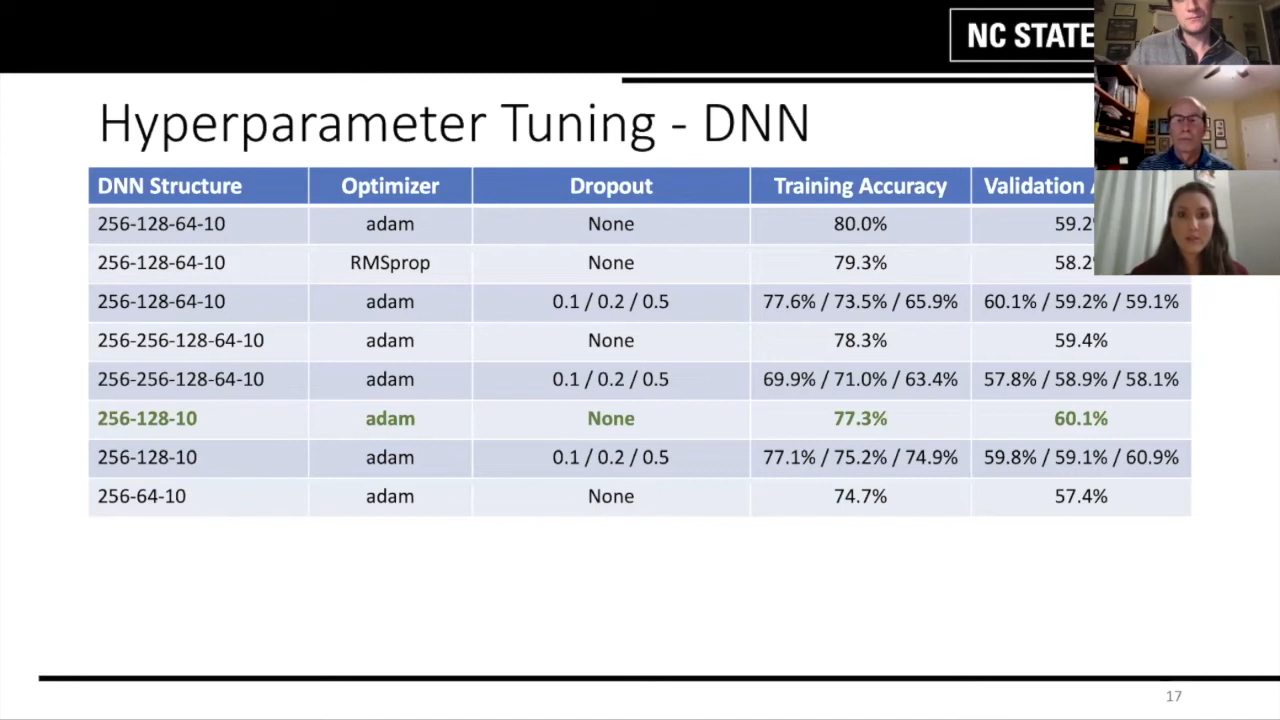 NC STATE
Hyperparameter Tuning - DNN
DNN Structure Optimizer Dropout Training Accuracy Validation
256-128-64-10 adam None 80.0% 59.2%
256-128-64-10 RMSprop None 79.3% 58.2%
256-128-64-10 adam 0.1 / 0.2 / 0.5 77.6% / 73.5% / 65.9% 60.1% / 59.2% / 59.1%
256-256-128-64-10 adam None 78.3% 59.4%
256-256-128-64-10 adam 0.1 / 0.2 / 0.5 69.9% / 71.0% / 63.4% 57.8% / 58.9% / 58.1%
256-128-10 adam None 77.3% 60.1%
256-128-10 adam 0.1 / 0.2 / 0.5 77.1% / 75.2% / 74.9% 59.8% / 59.1% / 60.9%
256-64-10 adam None 74.7% 57.4%
17